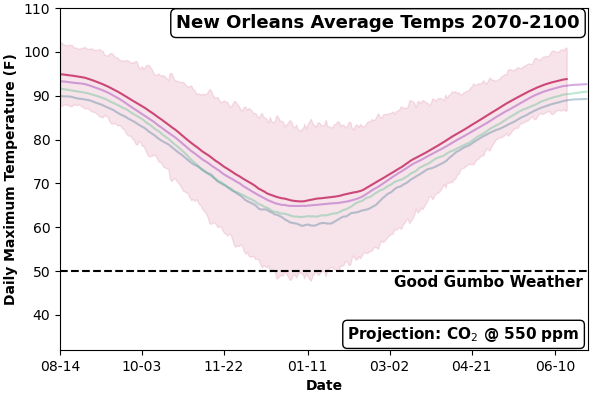 New Orleans Average Temps 2070-2100
Daily Maximum Temperature (F)
110
100
90
80
70
60
50
40
Good Gumbo Weather
Projection: CO₂ @ 550 ppm
08-14 10-03 11-22 01-11 03-02 04-21 06-10
Date